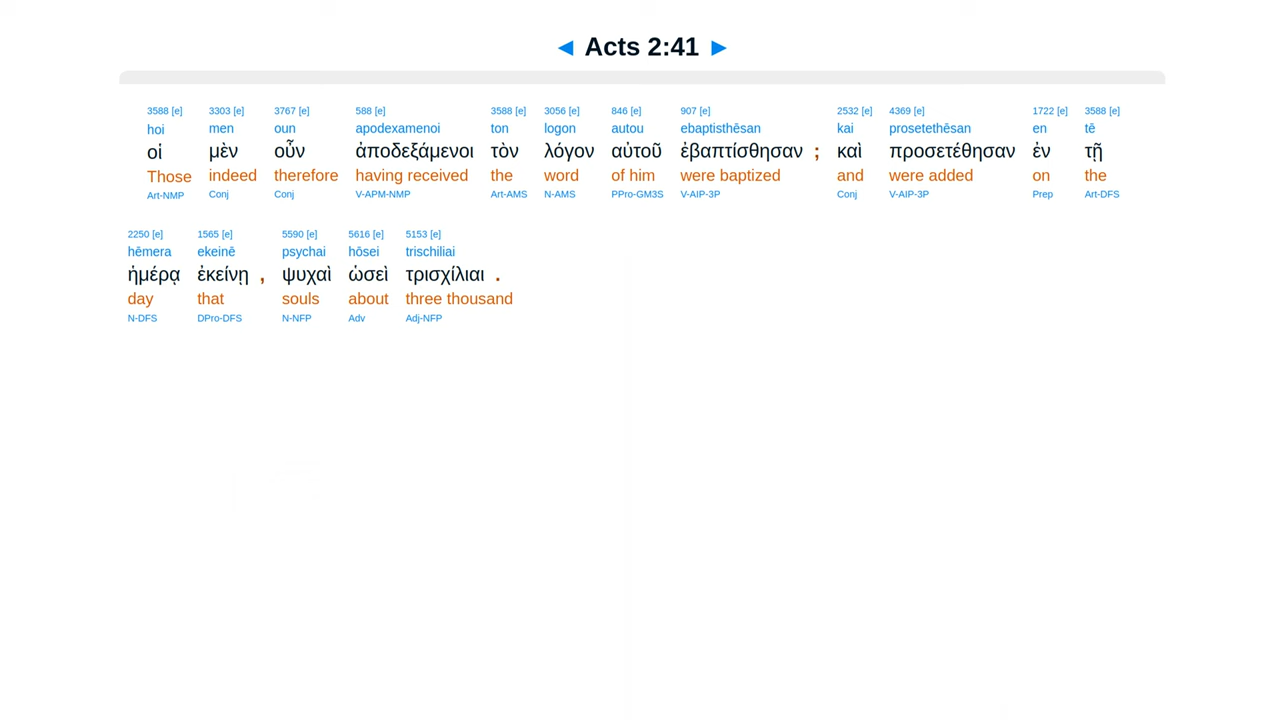 ◄ Acts 2:41 ►
3588 [e] 3303 [e] 3767 [e] 588 [e] 3588 [e] 3056 [e] 846 [e] 907 [e] 2532 [e] 4369 [e] 1722 [e] 3588 [e]
hoi men oun apodexamenoi ton logon autou ebaptisthēsan kai prosetethēsan en tē
οἱ μὲν οὖν ἀποδεξάμενοι τὸν λόγον αὐτοῦ ἐβαπτίσθησαν ; καὶ προσετέθησαν ἐν τῇ
Those indeed therefore having received the word of him were baptized and were added on the
Art-NMP Conj Conj V-APM-NMP Art-AMS N-AMS PPro-GM3S V-AIP-3P Conj V-AIP-3P Prep Art-DFS
2250 [e] 1565 [e] 5590 [e] 5616 [e] 5153 [e]
hēmera ekeinē psychai hōsei trischiliai
ἡμέρᾳ ἐκείνῃ , ψυχαὶ ὡσεὶ τρισχίλιαι .
day that souls about three thousand
N-DFS DPro-DFS N-NFP Adv Adj-NFP